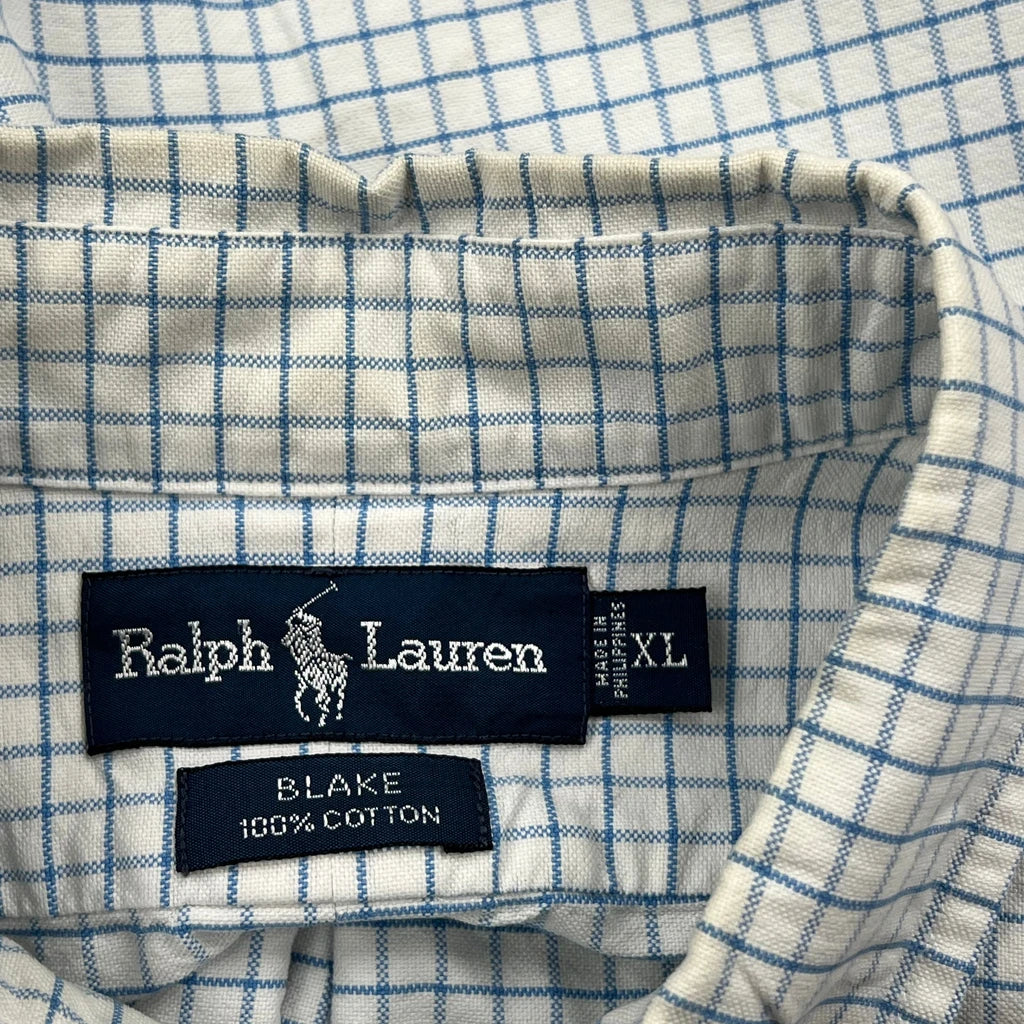 Ralph Lauren
MADE IN
PHILIPPINES
XL
BLAKE
100% COTTON